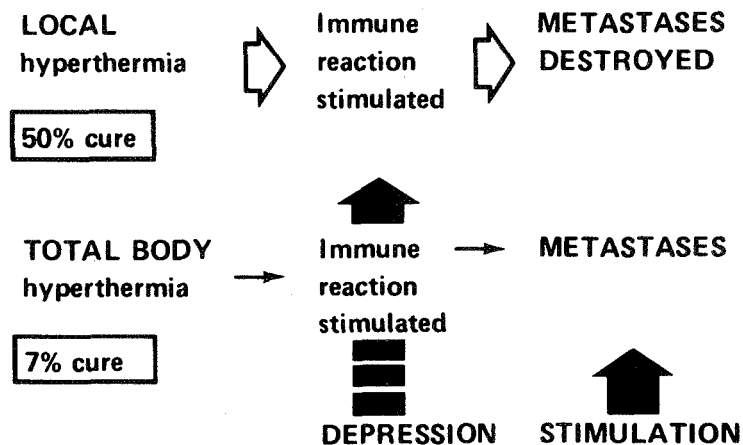 LOCAL
hyperthermia
50% cure
Immune
reaction
stimulated
METASTASES
DESTROYED
TOTAL BODY
hyperthermia
7% cure
Immune
reaction
stimulated
METASTASES
DEPRESSION
STIMULATION